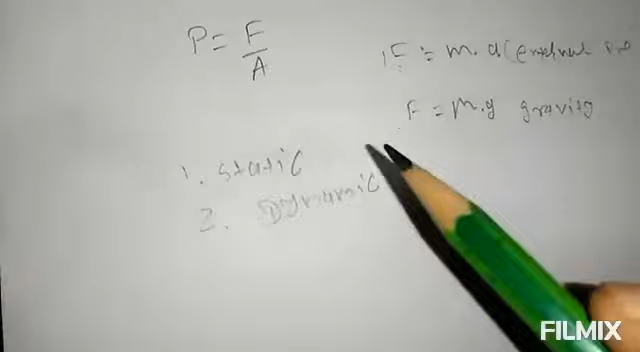 P = F/A
F = m.a (
F = m.g gravity
1. static
2. Dynamic
FILMIX